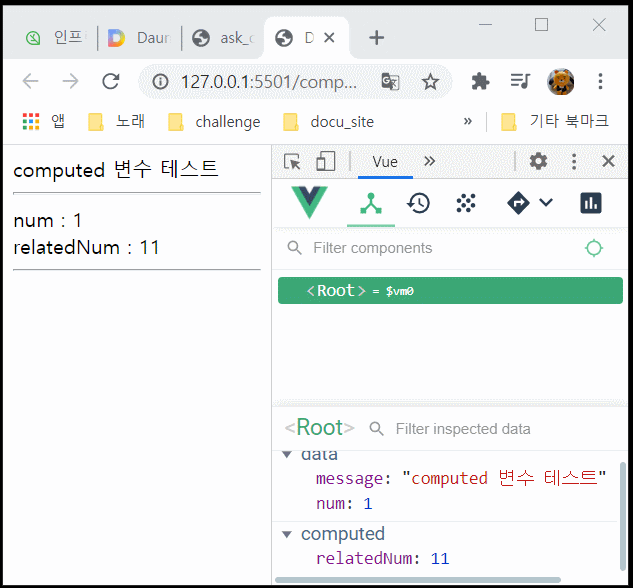 인프
Daur
ask_c
D
127.0.0.1:5501/comp...
앱
노래
challenge
docu_site
»
기타 북마크
computed 변수 테스트
num : 1
relatedNum : 11
Vue
»
Filter components
<Root> = $vm0
<Root>
Filter inspected data
data
message: "computed 변수 테스트"
num: 1
computed
relatedNum: 11